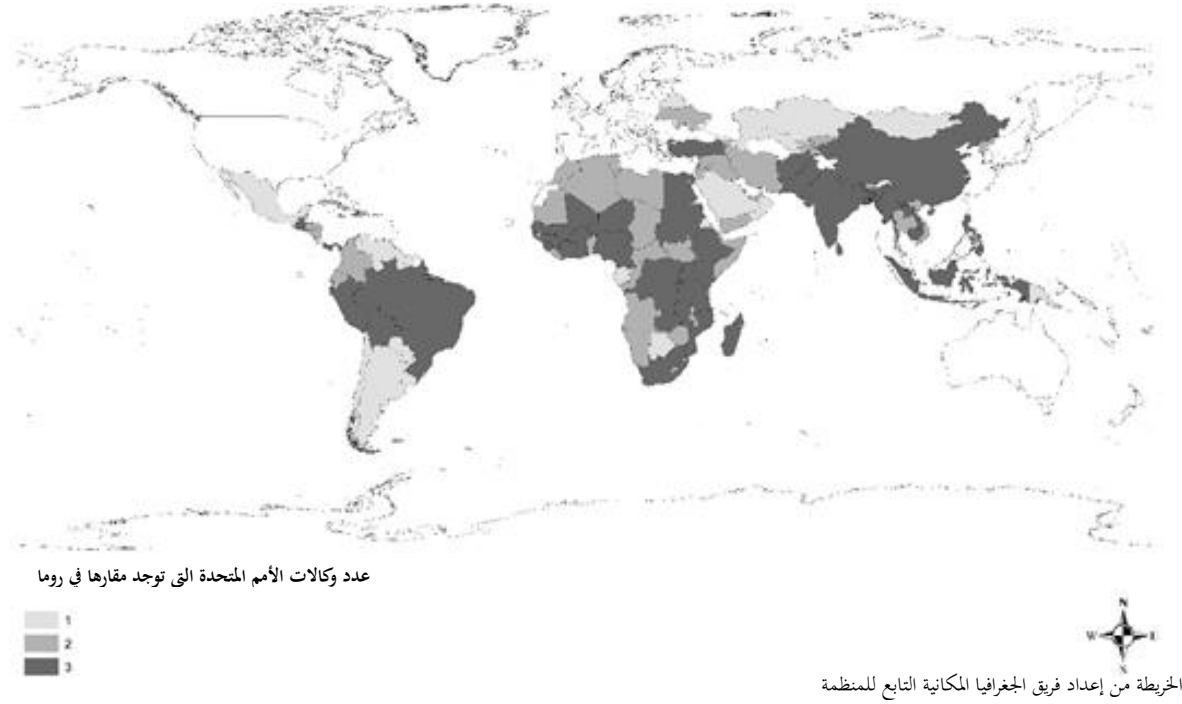 عدد وكالات الأمم المتحدة التي توجد مقارها في روما
1
2
3
N
W E
S
الخريطة من إعداد فريق الجغرافيا المكانية التابع للمنظمة